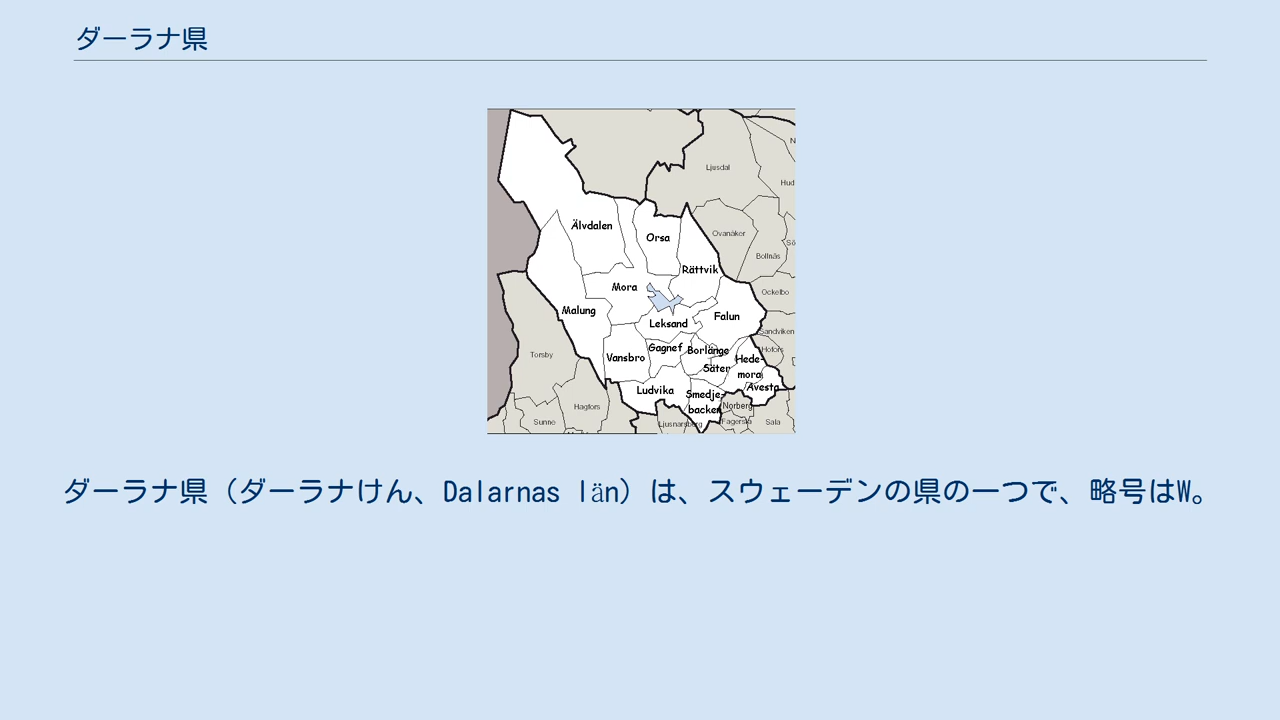 ダーラナ県
Ljusdal
N
Hud
Älvdalen
Orsa
Ovanåker
Sö
Bollnäs
Rättvik
Mora
Ockelbo
Malung
Leksand
Falun
Sandviken
Gagnef
Borlänge
Hofors
Torsby
Vansbro
Säter
Hede-
mora
Ludvika
Avesta
Smedje-
backen
Hagfors
Norberg
Sunne
Ljusnarsberg
Fagersta
Sala
ダーラナ県（ダーラナけん、Dalarnas län）は、スウェーデンの県の一つで、略号はW。